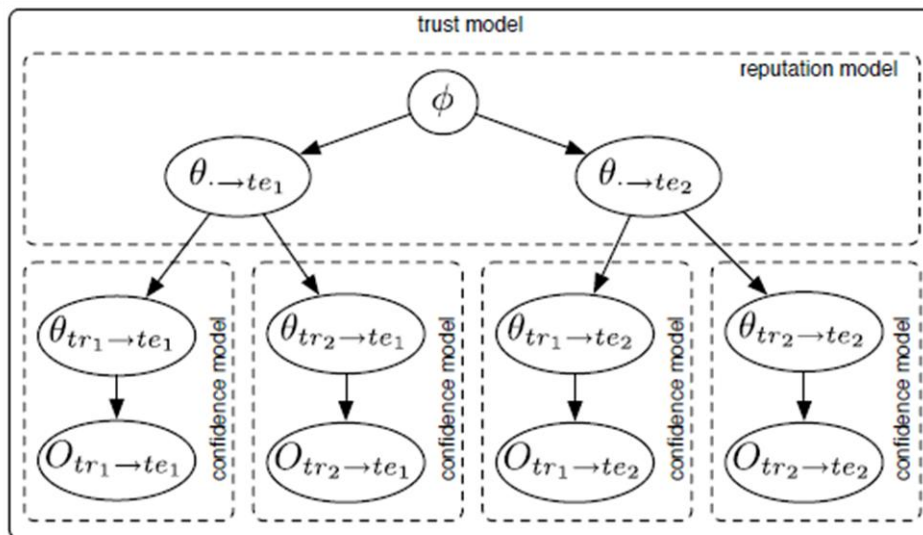 trust model
reputation model
ϕ
θ.→te₁
θ.→te₂
θtr₁→te₁
θtr₂→te₁
θtr₁→te₂
θtr₂→te₂
confidence model
confidence model
confidence model
confidence model
Otr₁→te₁
Otr₂→te₁
Otr₁→te₂
Otr₂→te₂